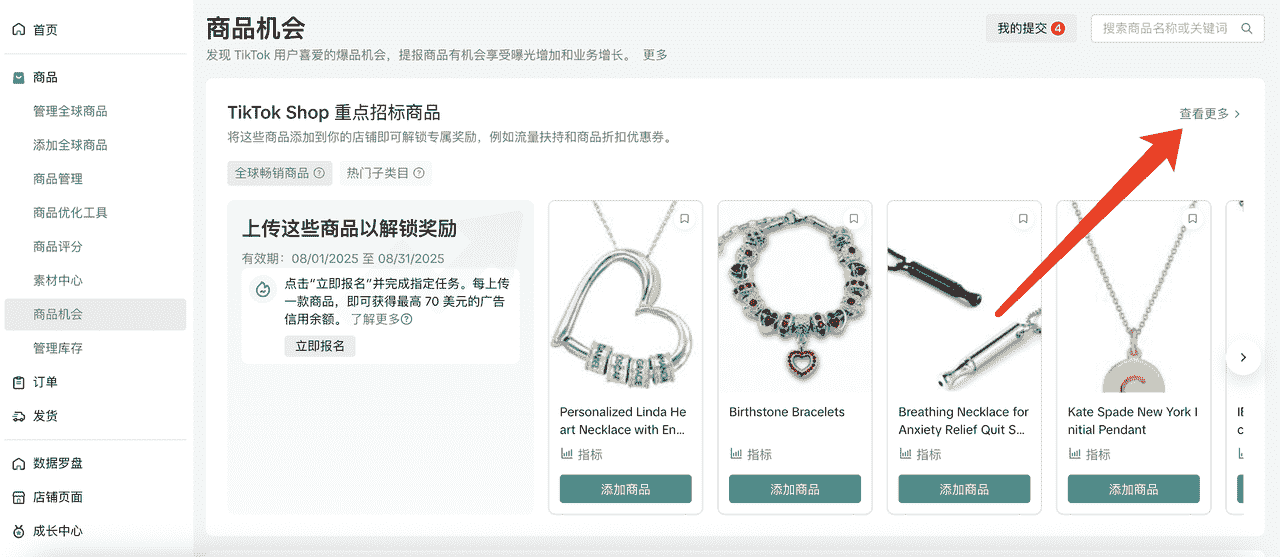 首页
商品
管理全球商品
添加全球商品
商品管理
商品优化工具
商品评分
素材中心
商品机会
管理库存
订单
发货
数据罗盘
店铺页面
成长中心
商品机会
我的提交 4
搜索商品名称或关键词
发现 TikTok 用户喜爱的爆品机会，提报商品有机会享受曝光增加和业务增长。 更多
TikTok Shop 重点招标商品
查看更多
将这些商品添加到你的店铺即可解锁专属奖励，例如流量扶持和商品折扣优惠券。
全球畅销商品 热门子类目
上传这些商品以解锁奖励
有效期：08/01/2025 至 08/31/2025
点击“立即报名”并完成指定任务。每上传
一款商品，即可获得最高 70 美元的广告
信用余额。 了解更多
立即报名
Personalized Linda He
art Necklace with En...
指标
添加商品
Birthstone Bracelets
指标
添加商品
Breathing Necklace for
Anxiety Relief Quit S...
指标
添加商品
Kate Spade New York I
nitial Pendant
指标
添加商品